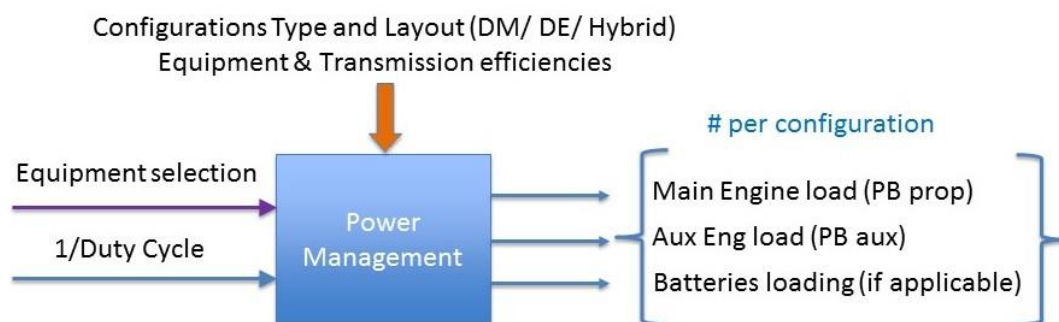 Configurations Type and Layout (DM/ DE/ Hybrid)
Equipment & Transmission efficiencies
# per configuration
Equipment selection
1/Duty Cycle
Power
Management
Main Engine load (PB prop)
Aux Eng load (PB aux)
Batteries loading (if applicable)